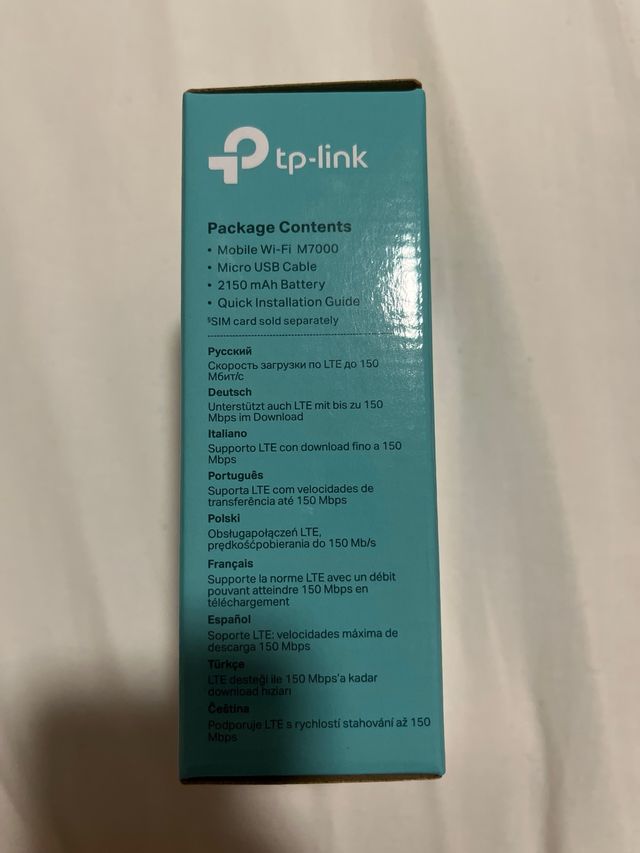 tp-link
Package Contents
• Mobile Wi-Fi M7000
• Micro USB Cable
• 2150 mAh Battery
• Quick Installation Guide
§SIM card sold separately
Русский
Скорость загрузки по LTE до 150
Мбит/с
Deutsch
Unterstützt auch LTE mit bis zu 150
Mbps im Download
Italiano
Supporto LTE con download fino a 150
Mbps
Português
Suporta LTE com velocidades de
transferência até 150 Mbps
Polski
Obsługapołączeń LTE,
prędkośćpobierania do 150 Mb/s
Français
Supporte la norme LTE avec un débit
pouvant atteindre 150 Mbps en
téléchargement
Español
Soporte LTE: velocidades máxima de
descarga 150 Mbps
Türkçe
LTE desteği ile 150 Mbps'a kadar
download hızları
Čeština
Podporuje LTE s rychlostí stahování až 150
Mbps